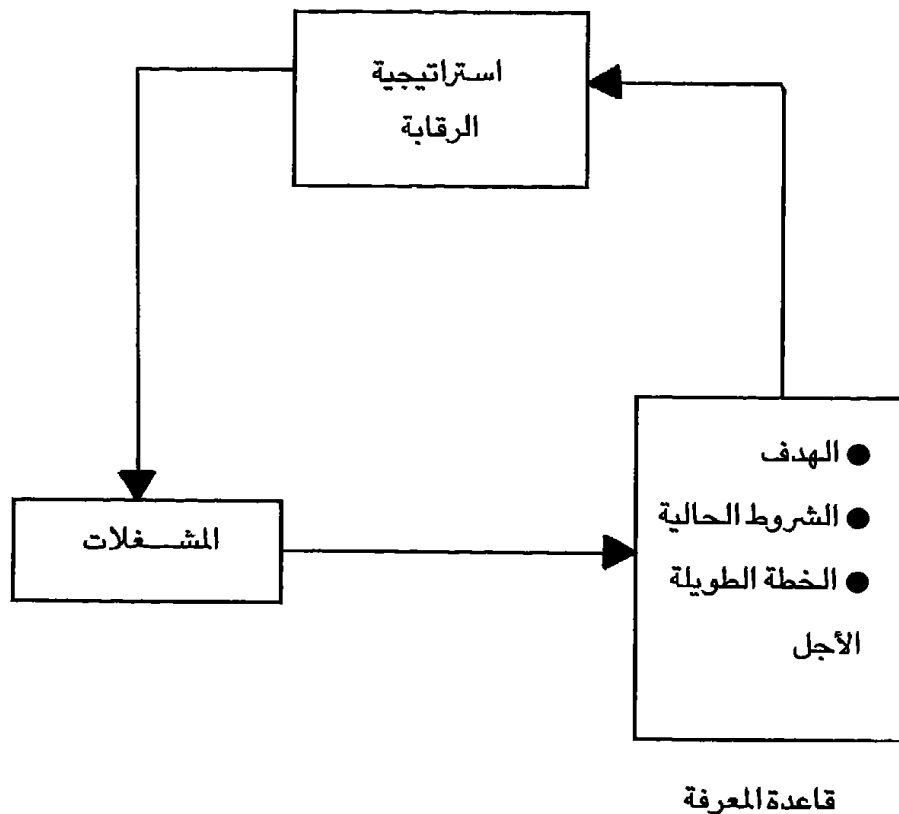 استراتيجية
الرقابة
المشغلات
● الهدف
● الشروط الحالية
● الخطة الطويلة
الأجل
قاعدة المعرفة